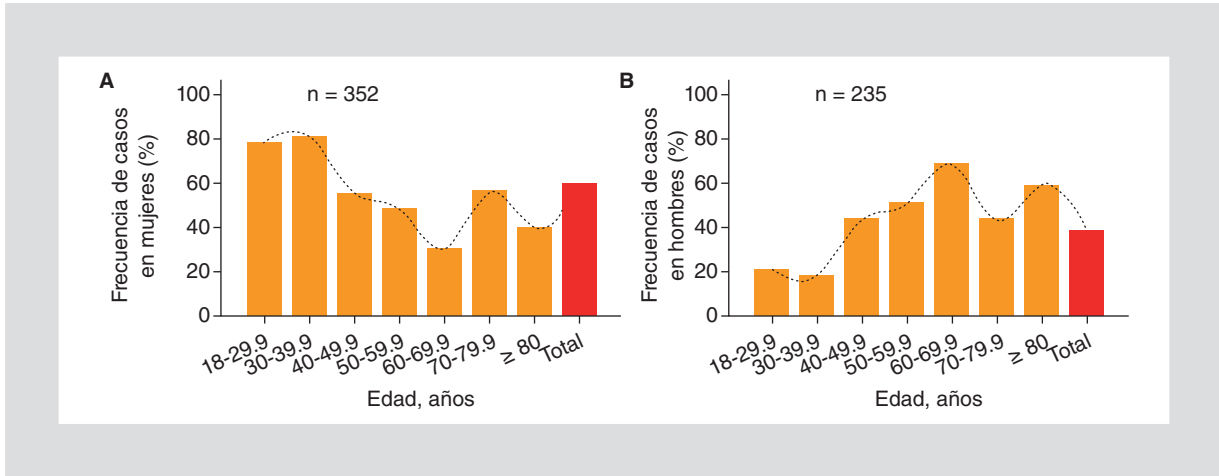 A
n = 352
Frecuencia de casos
en mujeres (%)
100
80
60
40
20
0
18-29.9
30-39.9
40-49.9
50-59.9
60-69.9
70-79.9
≥ 80
Total
Edad, años
B
n = 235
Frecuencia de casos
en hombres (%)
100
80
60
40
20
0
18-29.9
30-39.9
40-49.9
50-59.9
60-69.9
70-79.9
≥ 80
Total
Edad, años